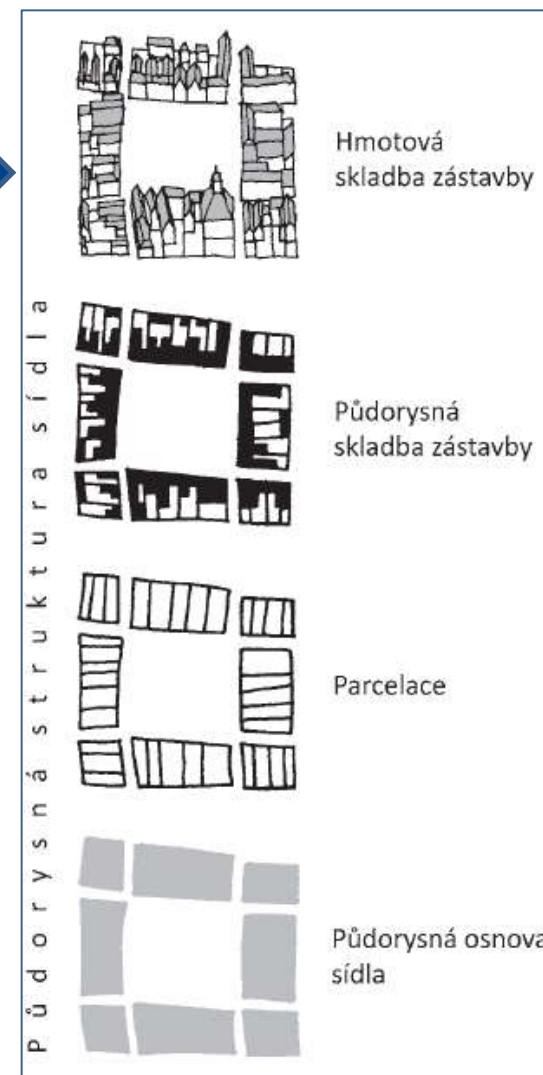 Hmotová
skladba zástavby
Půdorysná
skladba zástavby
Parcelace
Půdorysná osnova
sídla
Půdorysná struktura sídla